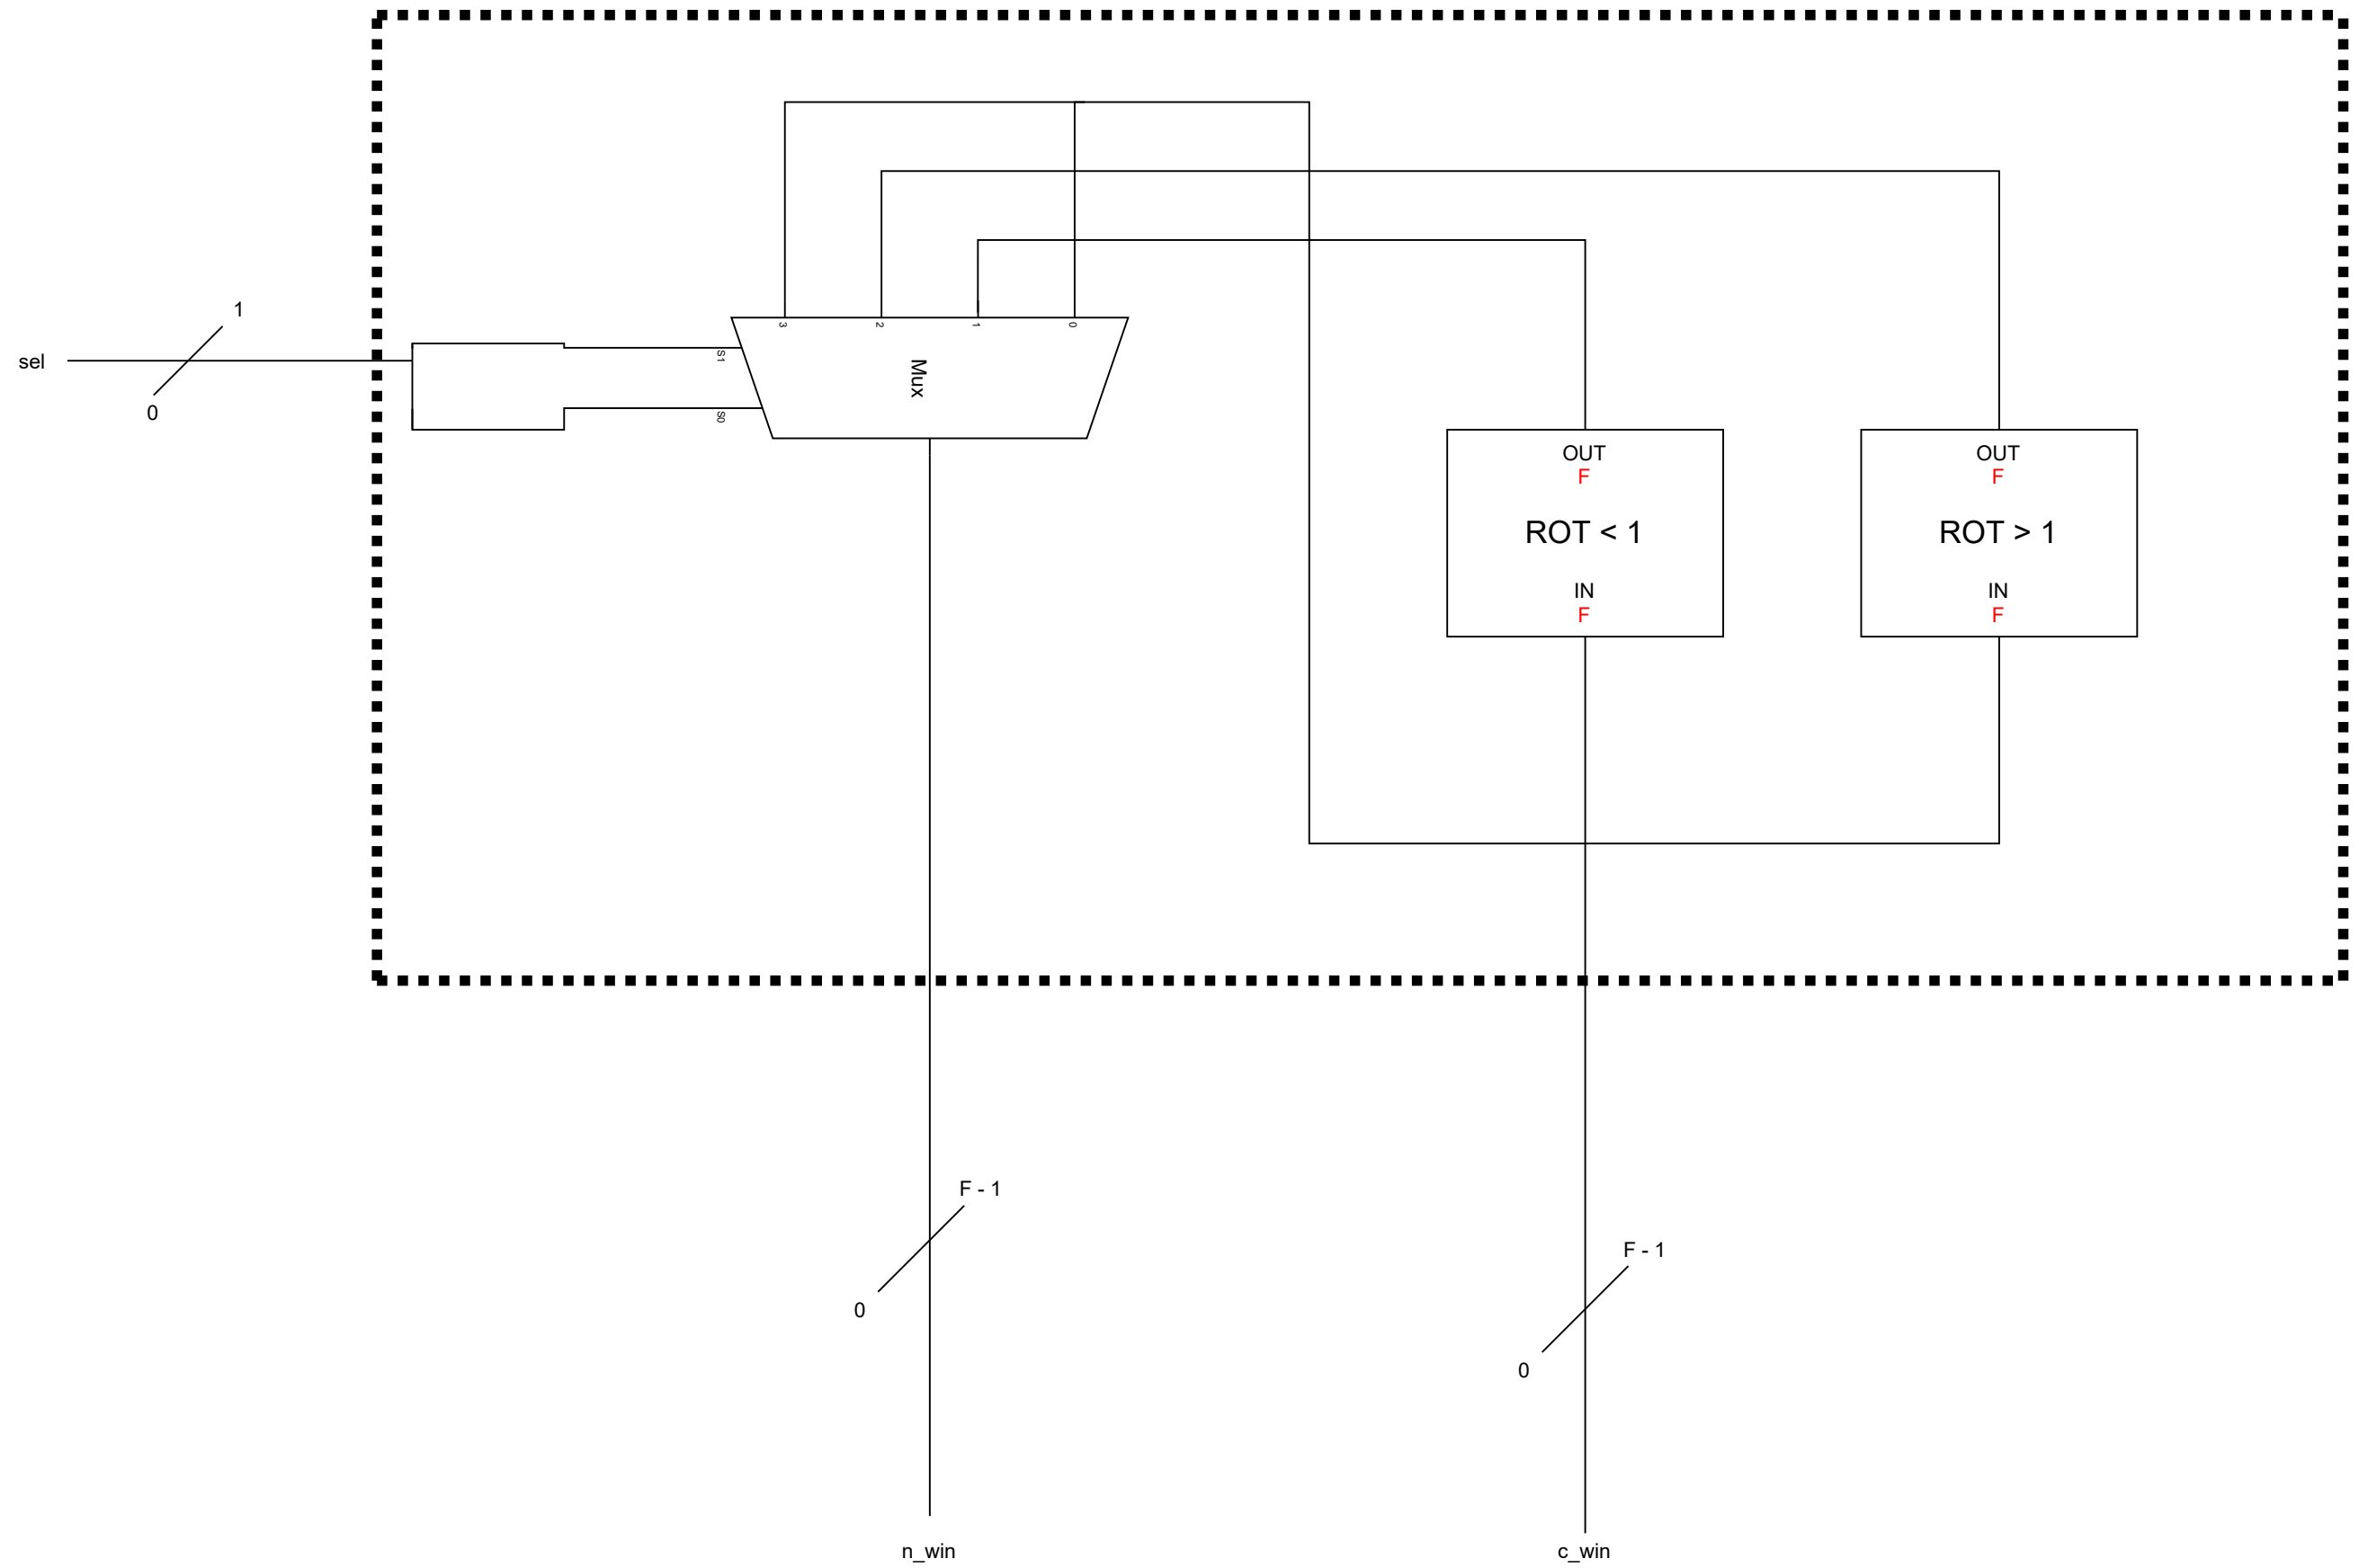 1
sel
0
3
2
1
0
S1
Mux
S0
OUT
F
ROT < 1
IN
F
OUT
F
ROT > 1
IN
F
F - 1
0
F - 1
0
n_win
c_win